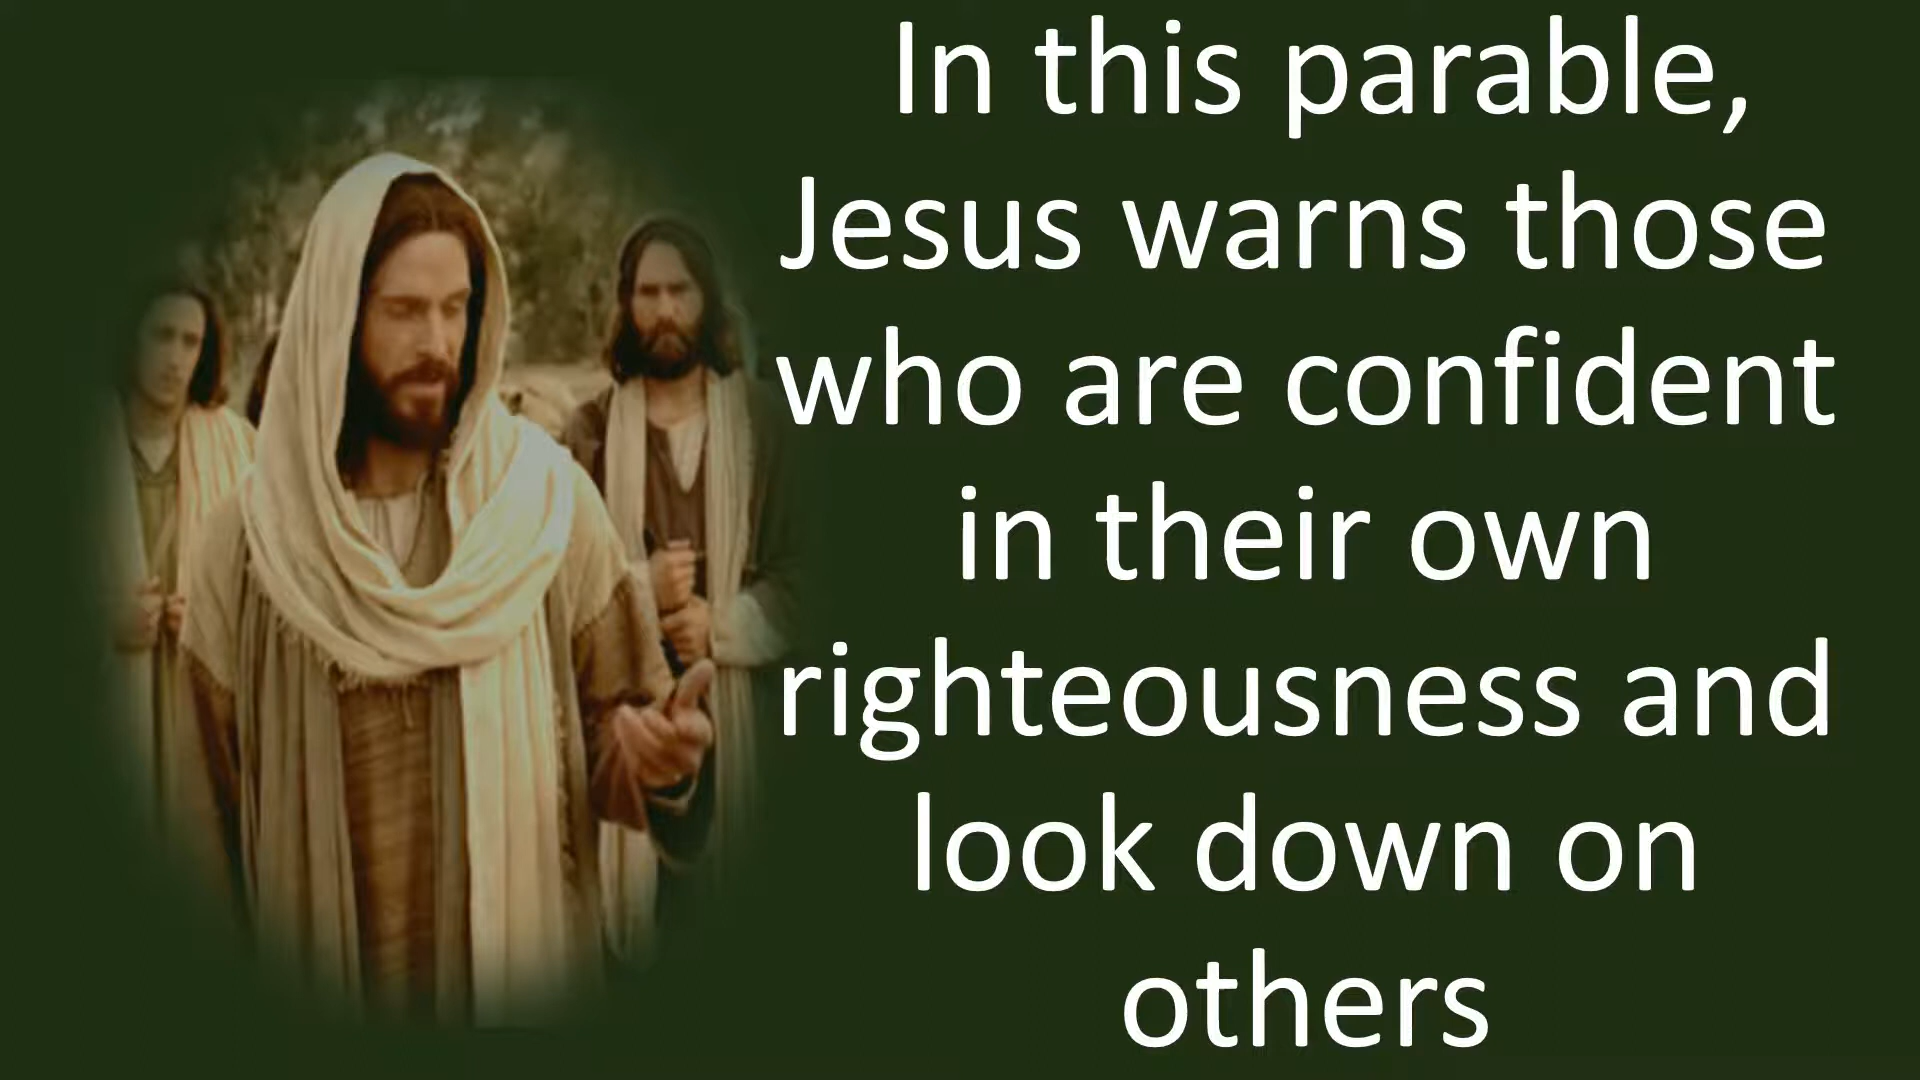 In this parable,
Jesus warns those
who are confident
in their own
righteousness and
look down on
others